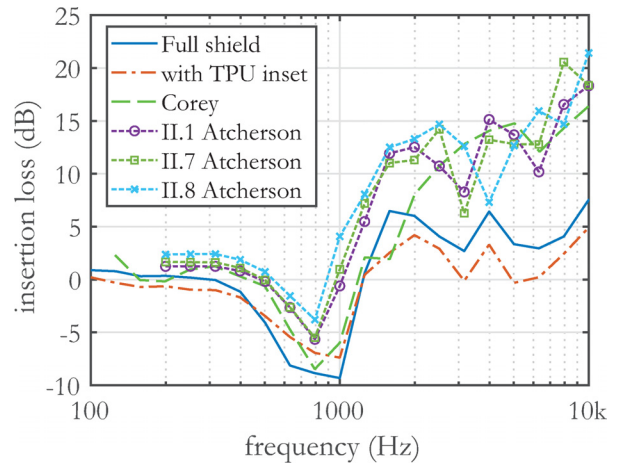 25
20
15
10
5
0
-5
-10
insertion loss (dB)
Full shield
with TPU inset
Corey
II.1 Atcherson
II.7 Atcherson
II.8 Atcherson
100
1000
10k
frequency (Hz)